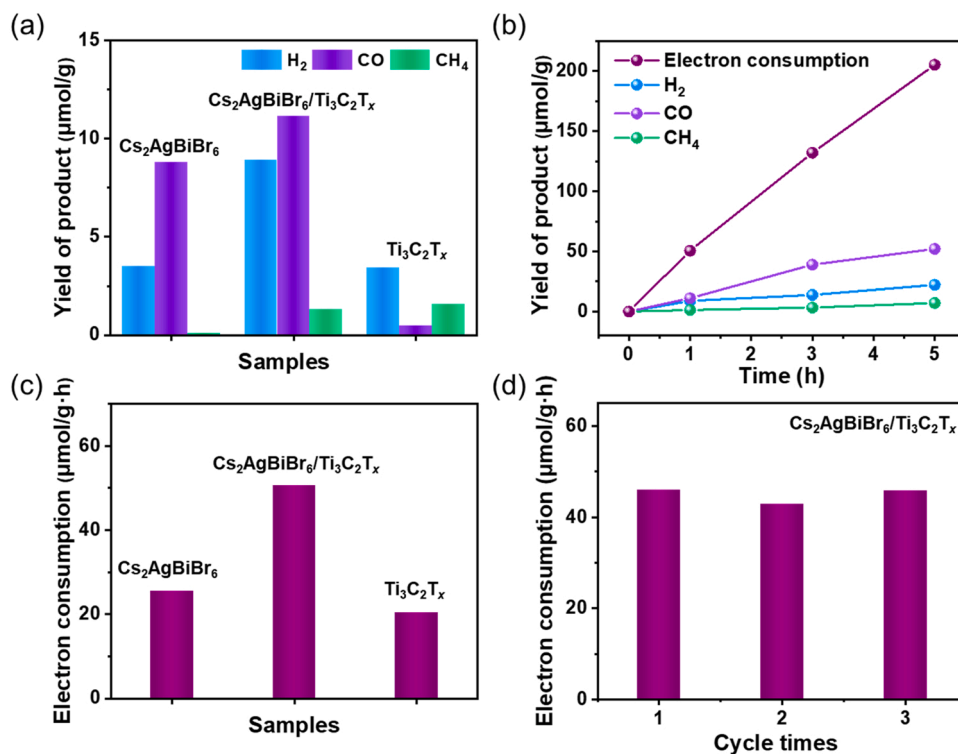 (a)
Yield of product (μmol/g)
15
10
5
0
H₂ CO CH₄
Cs₂AgBiBr₆
Cs₂AgBiBr₆/Ti₃C₂Tₓ
Ti₃C₂Tₓ
Samples
(b)
Yield of product (μmol/g)
200
150
100
50
0
Electron consumption
H₂
CO
CH₄
0 1 2 3 4 5
Time (h)
(c)
Electron consumption (μmol/g·h)
60
40
20
0
Cs₂AgBiBr₆
Cs₂AgBiBr₆/Ti₃C₂Tₓ
Ti₃C₂Tₓ
Samples
(d)
Electron consumption (μmol/g·h)
60
40
20
0
Cs₂AgBiBr₆/Ti₃C₂Tₓ
1 2 3
Cycle times